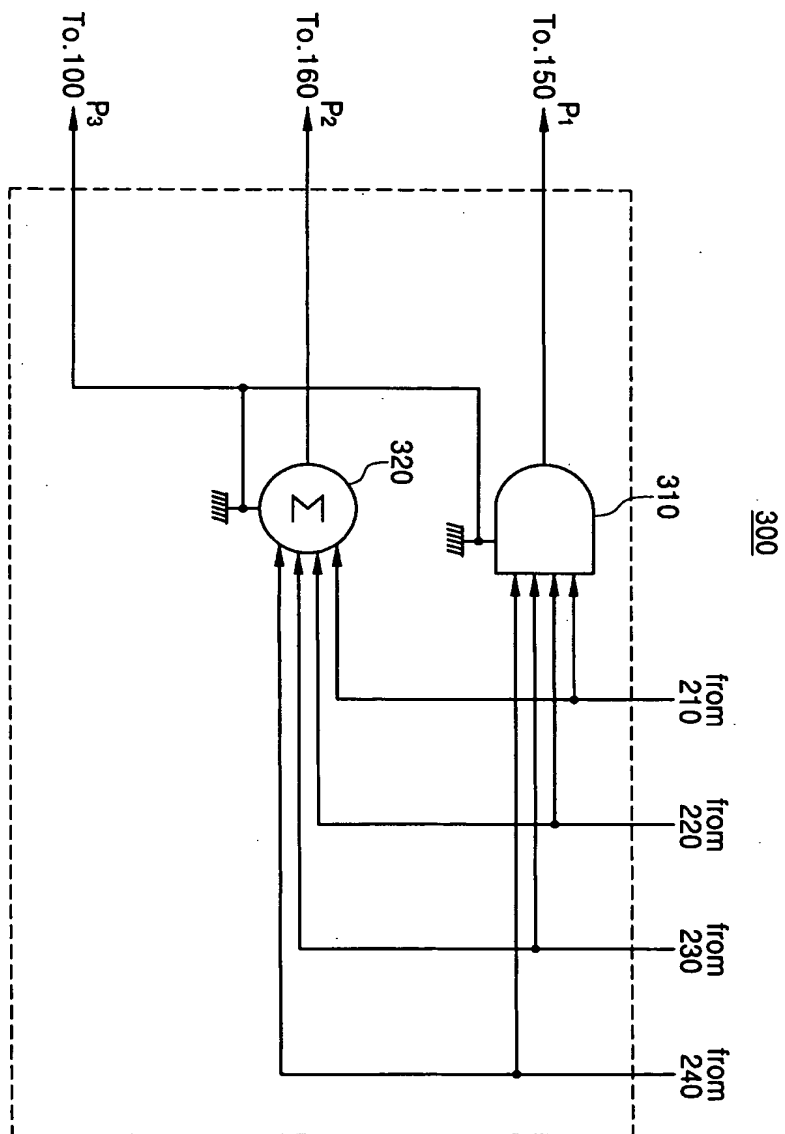 300
from
210
from
220
from
230
from
240
310
To.150 P₁
320
Σ
To.160 P₂
To.100 P₃